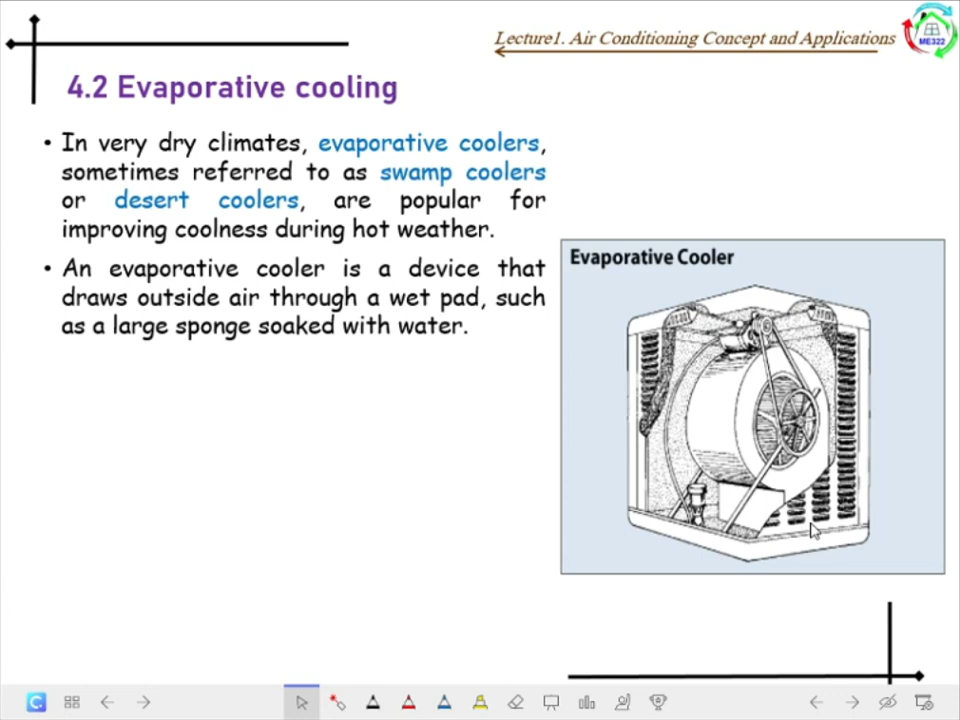 Lecture1. Air Conditioning Concept and Applications
ME322
4.2 Evaporative cooling
• In very dry climates, evaporative coolers,
sometimes referred to as swamp coolers
or desert coolers, are popular for
improving coolness during hot weather.
• An evaporative cooler is a device that
draws outside air through a wet pad, such
as a large sponge soaked with water.
Evaporative Cooler